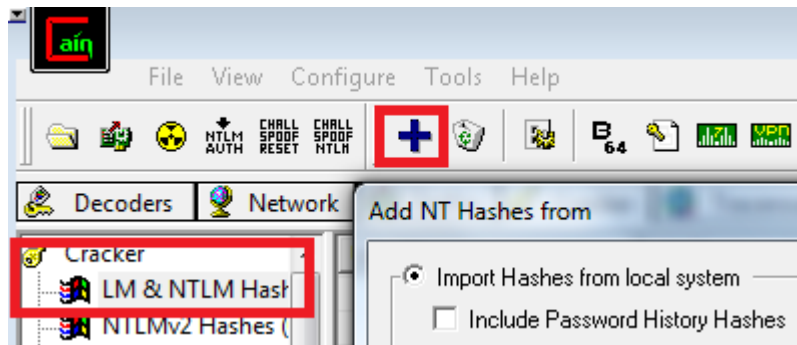 aın
File View Configure Tools Help
NTLM AUTH CHALL SPOOF RESET CHALL SPOOF NTLM B 64
Decoders Network Add NT Hashes from
Cracker
LM & NTLM Hash
NTLMv2 Hashes (
Import Hashes from local system
Include Password History Hashes